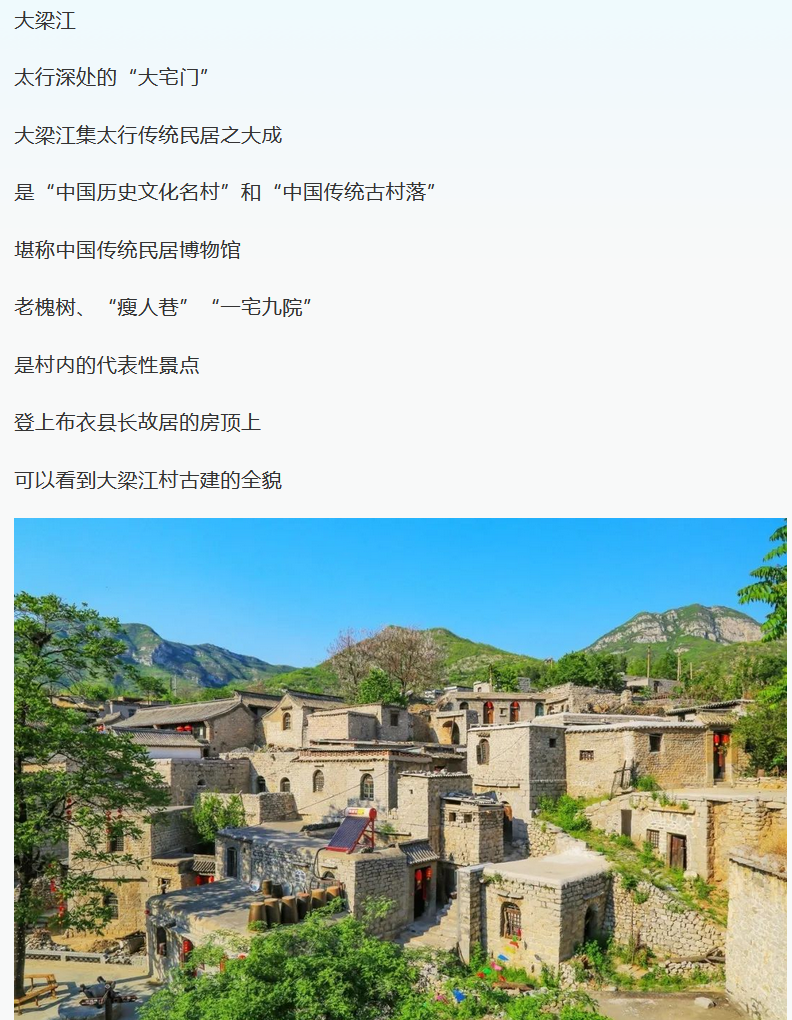 大梁江
太行深处的“大宅门”
大梁江集太行传统民居之大成
是“中国历史文化名村”和“中国传统古村落”
堪称中国传统民居博物馆
老槐树、“瘦人巷”“一宅九院”
是村内的代表性景点
登上布衣县长故居的房顶上
可以看到大梁江村古建的全貌